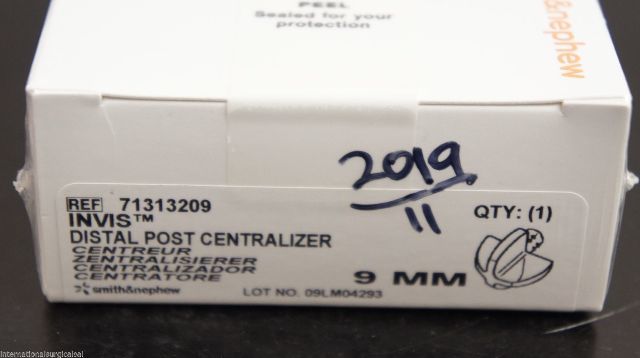 PEEL
Sealed for your
protection
&nephew
2019
11
REF 71313209
INVIS™
QTY: (1)
DISTAL POST CENTRALIZER
CENTREUR
ZENTRALISIERER
CENTRALIZADOR
CENTRATORE
9 MM
smith&nephew
LOT NO. 09LM04293
internationalsurgicalsal